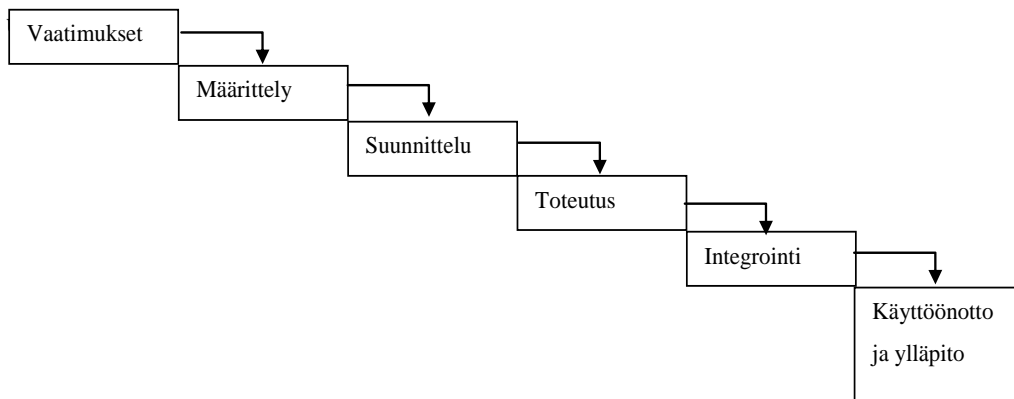 Vaatimukset
Määrittely
Suunnittelu
Toteutus
Integrointi
Käyttöönotto
ja ylläpito